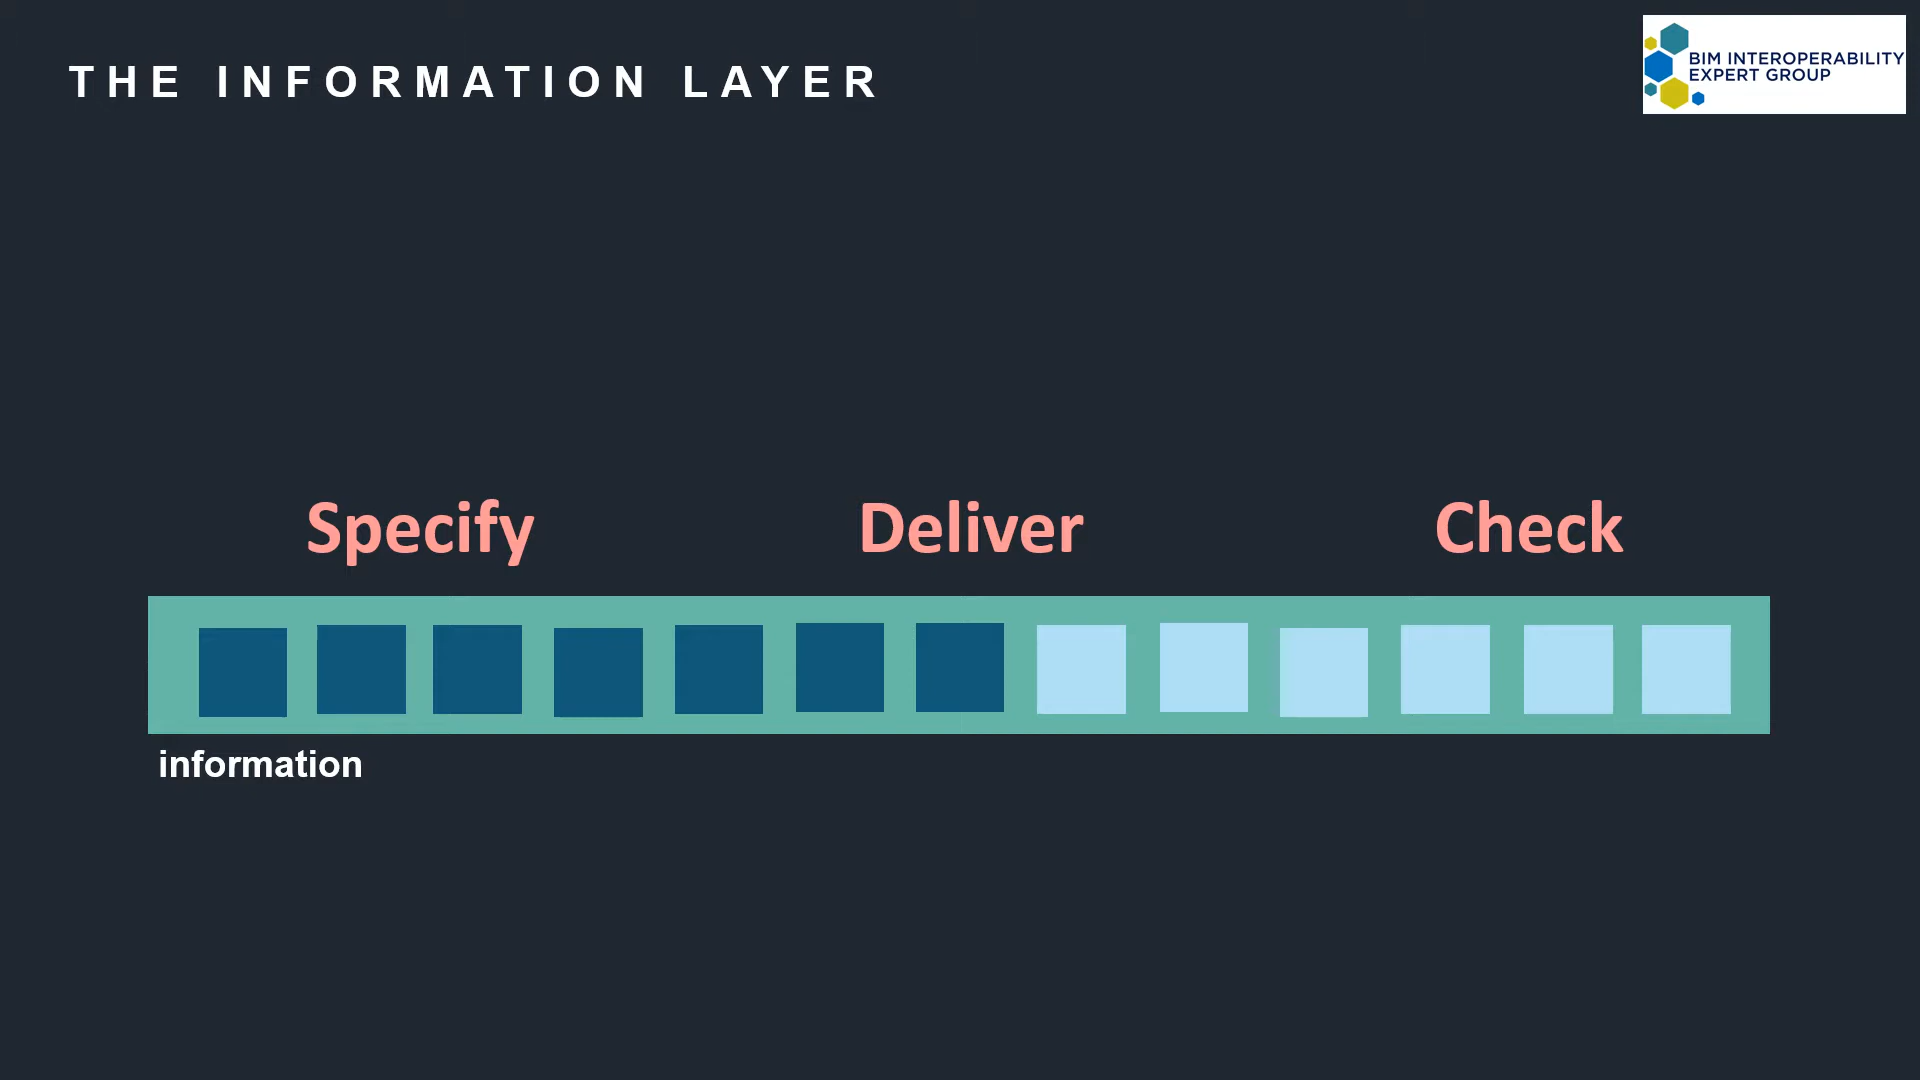 THE INFORMATION LAYER
BIM INTEROPERABILITY
EXPERT GROUP
Specify
Deliver
Check
information